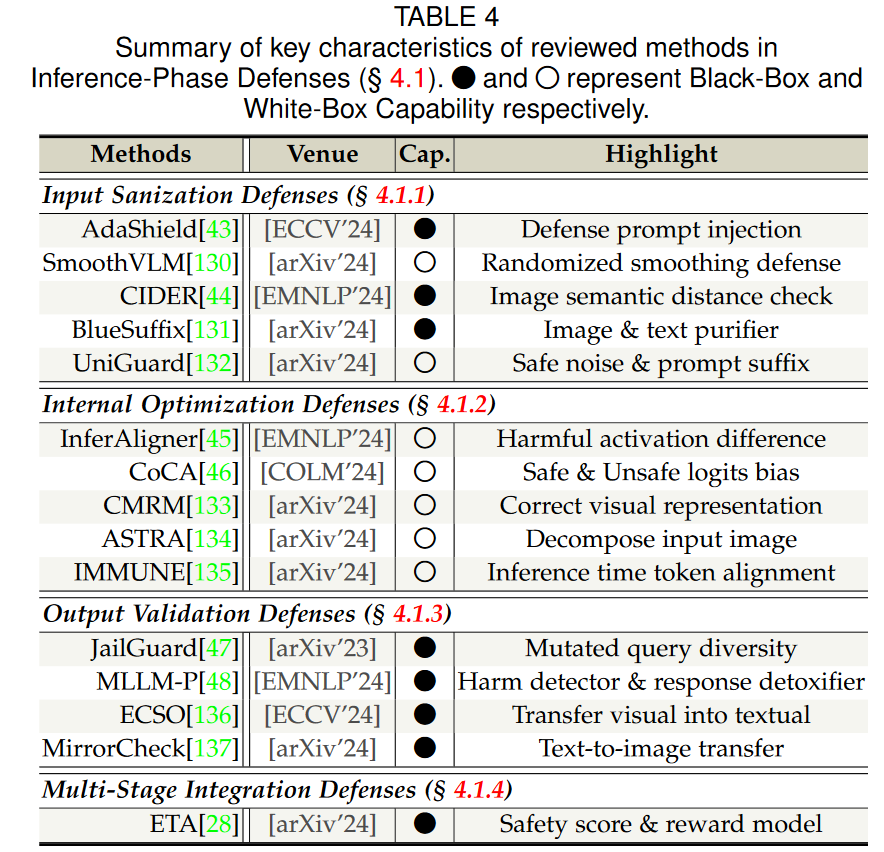 TABLE 4
Summary of key characteristics of reviewed methods in
Inference-Phase Defenses (§ 4.1). ● and ○ represent Black-Box and
White-Box Capability respectively.
Methods Venue Cap. Highlight
Input Sanization Defenses (§ 4.1.1)
AdaShield[43] [ECCV'24] ● Defense prompt injection
SmoothVLM[130] [arXiv'24] ○ Randomized smoothing defense
CIDER[44] [EMNLP'24] ● Image semantic distance check
BlueSuffix[131] [arXiv'24] ● Image & text purifier
UniGuard[132] [arXiv'24] ○ Safe noise & prompt suffix
Internal Optimization Defenses (§ 4.1.2)
InferAligner[45] [EMNLP'24] ○ Harmful activation difference
CoCA[46] [COLM'24] ○ Safe & Unsafe logits bias
CMRM[133] [arXiv'24] ○ Correct visual representation
ASTRA[134] [arXiv'24] ○ Decompose input image
IMMUNE[135] [arXiv'24] ○ Inference time token alignment
Output Validation Defenses (§ 4.1.3)
JailGuard[47] [arXiv'23] ● Mutated query diversity
MLLM-P[48] [EMNLP'24] ● Harm detector & response detoxifier
ECSO[136] [ECCV'24] ● Transfer visual into textual
MirrorCheck[137] [arXiv'24] ● Text-to-image transfer
Multi-Stage Integration Defenses (§ 4.1.4)
ETA[28] [arXiv'24] ● Safety score & reward model